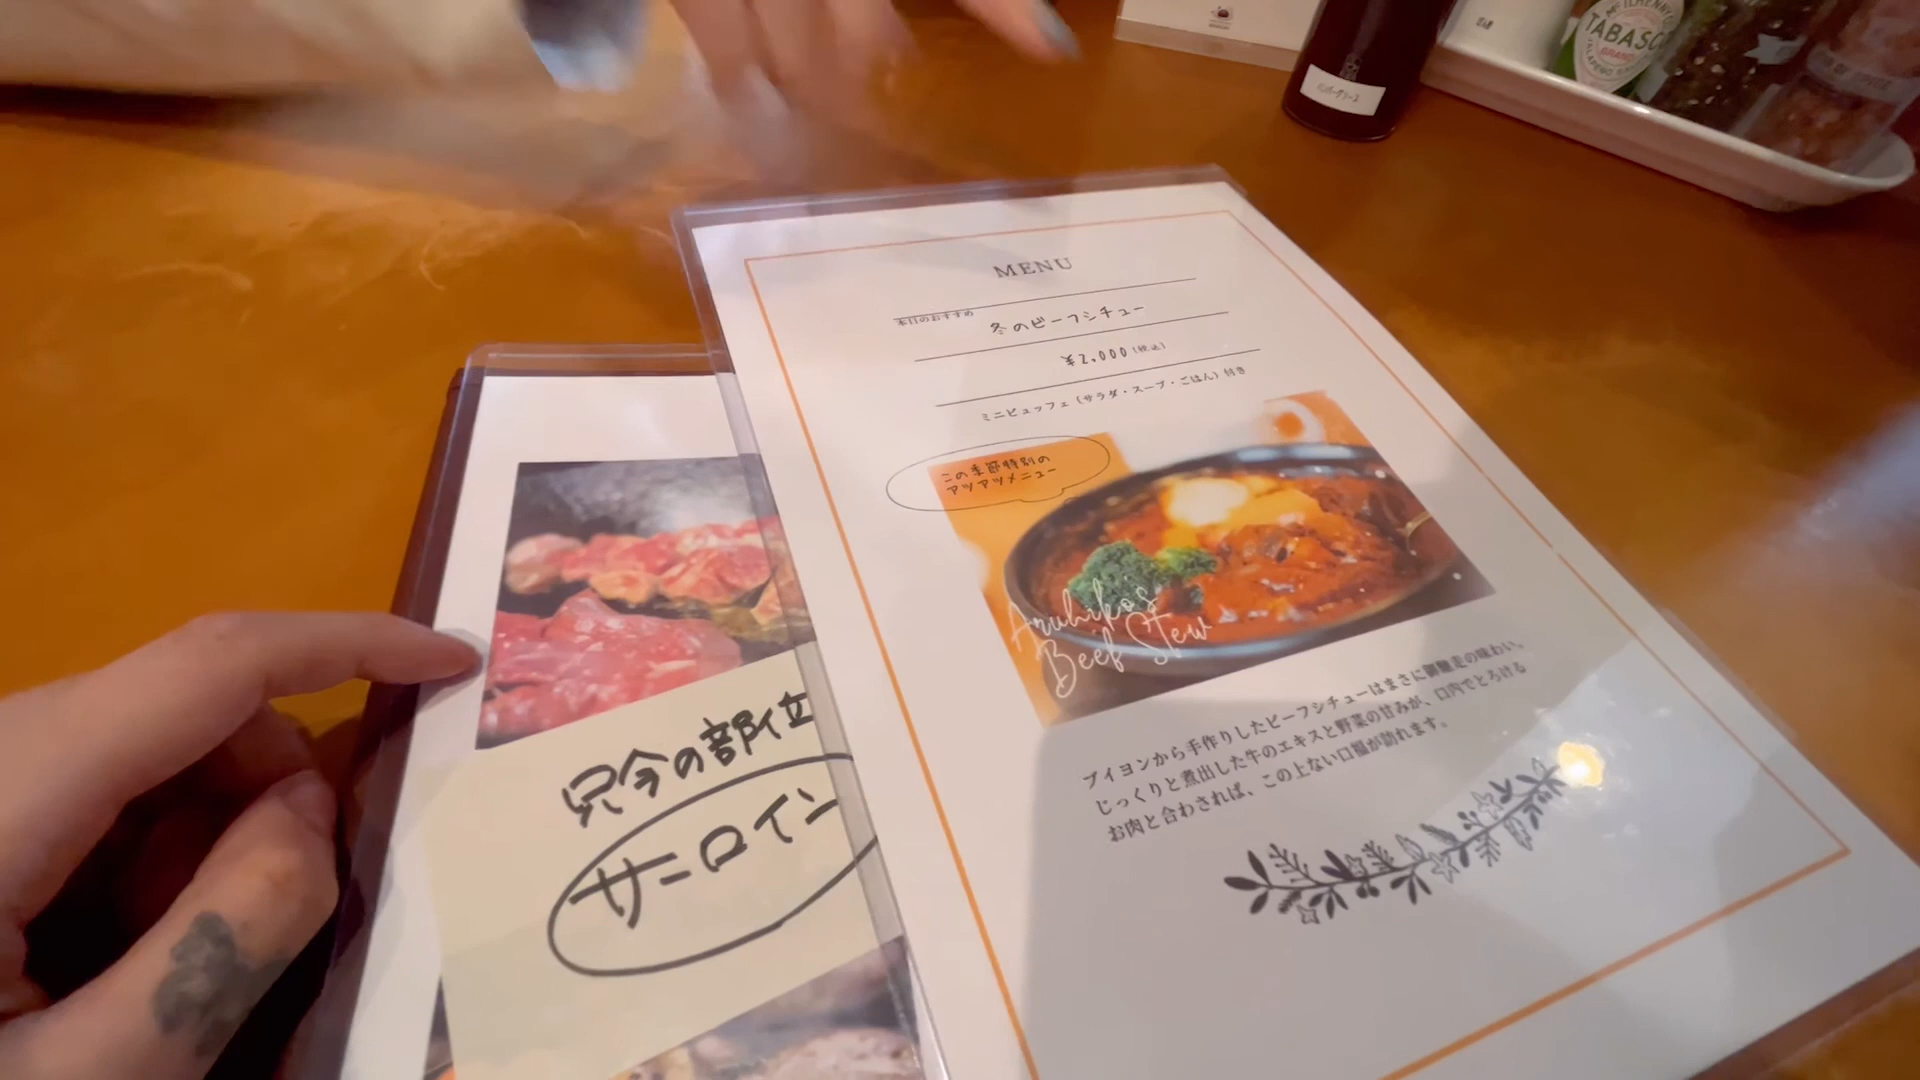 MENU
本日のおすすめ
冬のビーフシチュー
¥2,000(税込)
ミニビュッフェ(サラダ・スープ・ごはん)付き
この季節特別の
アツアツメニュー
Aruhiko's
Beef Stew
ブイヨンから手作りしたビーフシチューはまさに御馳走の味わい。
じっくりと煮出した牛のエキスと野菜の甘みが、口内でとろける
お肉と合わされば、この上ない口福が訪れます。
只今の部位
サーロイン
TABASCO
BRAND